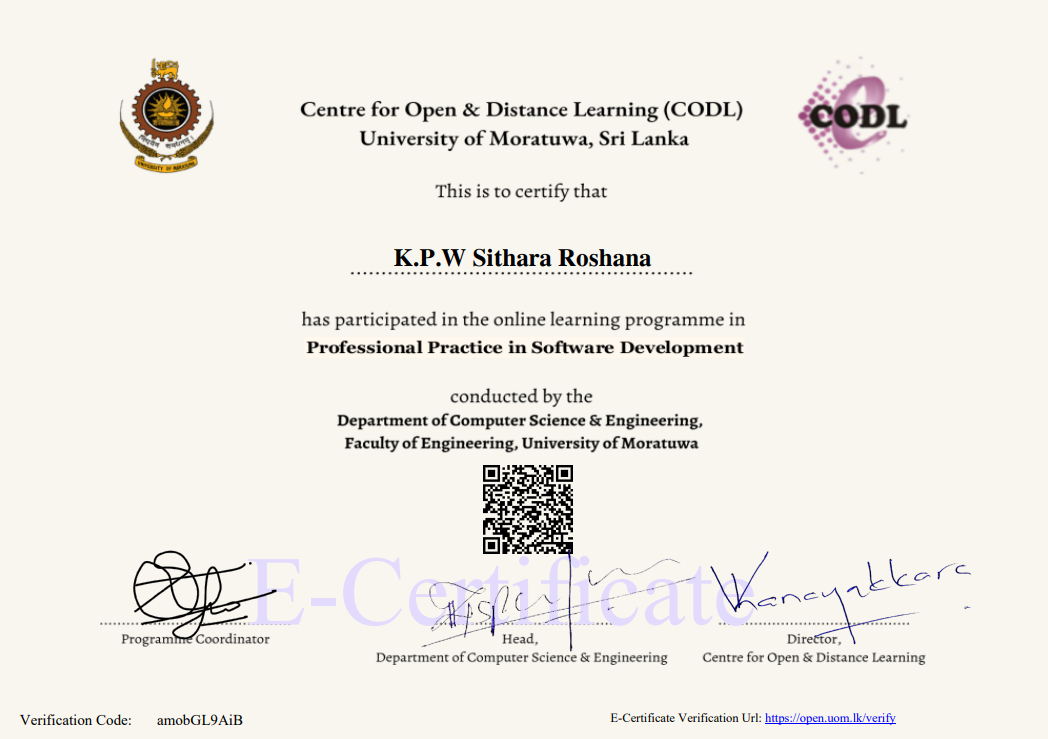 Centre for Open & Distance Learning (CODL)
University of Moratuwa, Sri Lanka
CODL
UNIVERSITY OF MORATUWA
This is to certify that
K.P.W Sithara Roshana
has participated in the online learning programme in
Professional Practice in Software Development
conducted by the
Department of Computer Science & Engineering,
Faculty of Engineering, University of Moratuwa
E-Certificate
Programme Coordinator
Head,
Department of Computer Science & Engineering
Director,
Centre for Open & Distance Learning
Verification Code: amobGL9AiB
E-Certificate Verification Url: https://open.uom.lk/verify